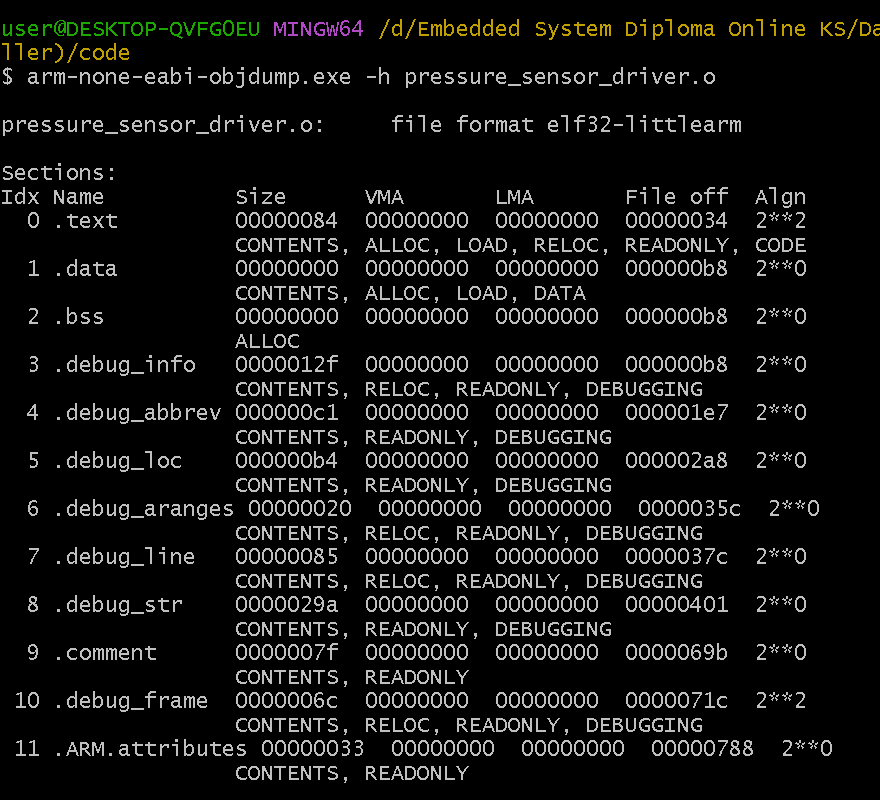 user@DESKTOP-QVFG0EU MINGW64 /d/Embedded System Diploma Online KS/Da
ller)/code
$ arm-none-eabi-objdump.exe -h pressure_sensor_driver.o

pressure_sensor_driver.o:     file format elf32-littlearm

Sections:
Idx Name          Size      VMA       LMA       File off  Algn
  0 .text         00000084  00000000  00000000  00000034  2**2
                  CONTENTS, ALLOC, LOAD, RELOC, READONLY, CODE
  1 .data         00000000  00000000  00000000  000000b8  2**0
                  CONTENTS, ALLOC, LOAD, DATA
  2 .bss          00000000  00000000  00000000  000000b8  2**0
                  ALLOC
  3 .debug_info   0000012f  00000000  00000000  000000b8  2**0
                  CONTENTS, RELOC, READONLY, DEBUGGING
  4 .debug_abbrev 000000c1  00000000  00000000  000001e7  2**0
                  CONTENTS, READONLY, DEBUGGING
  5 .debug_loc    000000b4  00000000  00000000  000002a8  2**0
                  CONTENTS, READONLY, DEBUGGING
  6 .debug_aranges 00000020  00000000  00000000  0000035c  2**0
                  CONTENTS, RELOC, READONLY, DEBUGGING
  7 .debug_line   00000085  00000000  00000000  0000037c  2**0
                  CONTENTS, RELOC, READONLY, DEBUGGING
  8 .debug_str    0000029a  00000000  00000000  00000401  2**0
                  CONTENTS, READONLY, DEBUGGING
  9 .comment      0000007f  00000000  00000000  0000069b  2**0
                  CONTENTS, READONLY
 10 .debug_frame  0000006c  00000000  00000000  0000071c  2**2
                  CONTENTS, RELOC, READONLY, DEBUGGING
 11 .ARM.attributes 00000033  00000000  00000000  00000788  2**0
                  CONTENTS, READONLY